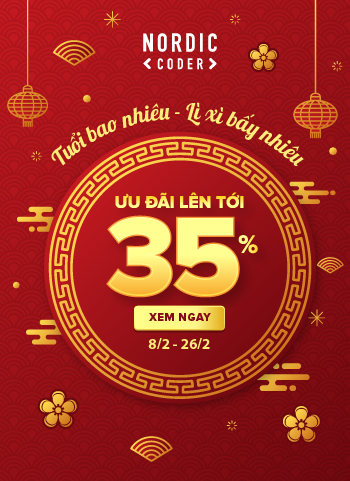 NORDIC
<CODER>
Tuổi bao nhiêu - Lì xì bấy nhiêu
ƯU ĐÃI LÊN TỚI
35%
XEM NGAY
8/2 - 26/2